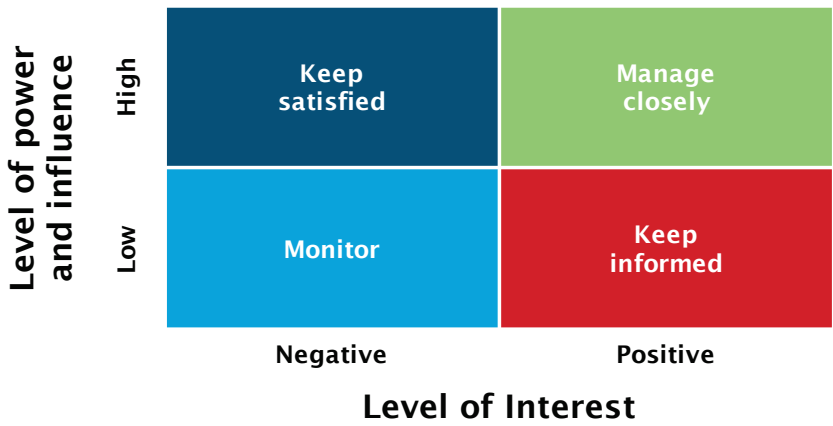 Level of power
and influence
High
Keep
satisfied
Manage
closely
Low
Monitor
Keep
informed
Negative
Positive
Level of Interest